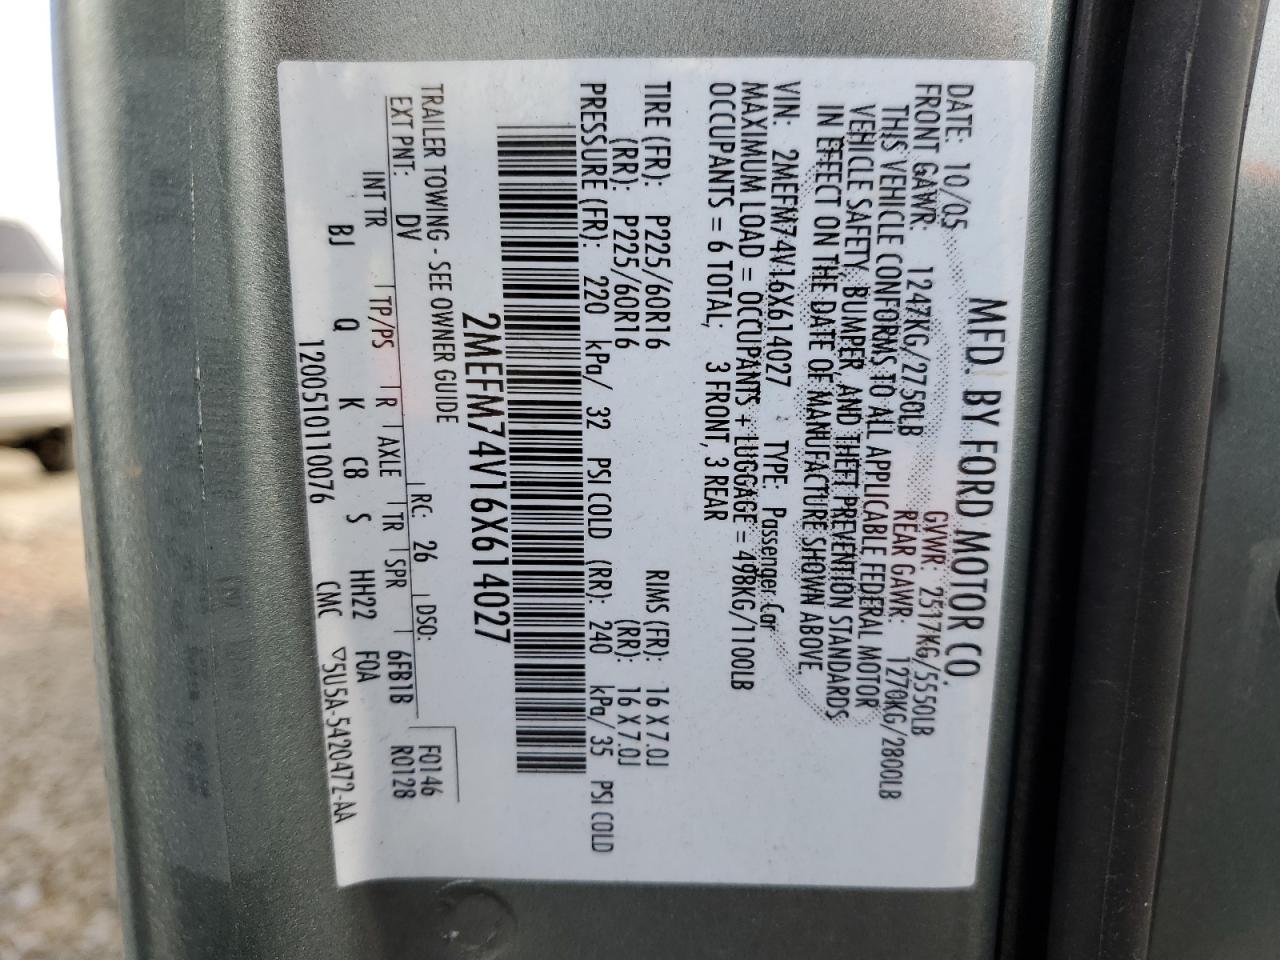 MFD. BY FORD MOTOR CO.
DATE: 10/05 GVWR: 2517KG/5550LB
FRONT GAWR: 1247KG/2750LB REAR GAWR: 1270KG/2800LB
THIS VEHICLE CONFORMS TO ALL APPLICABLE FEDERAL MOTOR
VEHICLE SAFETY, BUMPER, AND THEFT PREVENTION STANDARDS
IN EFFECT ON THE DATE OF MANUFACTURE SHOWN ABOVE.
VIN: 2MEFM74V16X614027 TYPE: Passenger Car
MAXIMUM LOAD = OCCUPANTS + LUGGAGE = 498KG/1100LB
OCCUPANTS = 6 TOTAL; 3 FRONT, 3 REAR
TIRE (FR): P225/60R16 RIMS (FR): 16 X 7.0J
(RR): P225/60R16 (RR): 16 X 7.0J
PRESSURE (FR): 220 kPa/ 32 PSI COLD (RR): 240 kPa/ 35 PSI COLD
2MEFM74V16X614027
TRAILER TOWING - SEE OWNER GUIDE
RC: 26 DSO: F0146
EXT PNT: DV 6FB1B R0128
INT TR TP/PS R AXLE TR SPR FOA
BJ Q K C8 S HH22
12005101110076 CMC ▽5U5A-5420472-AA